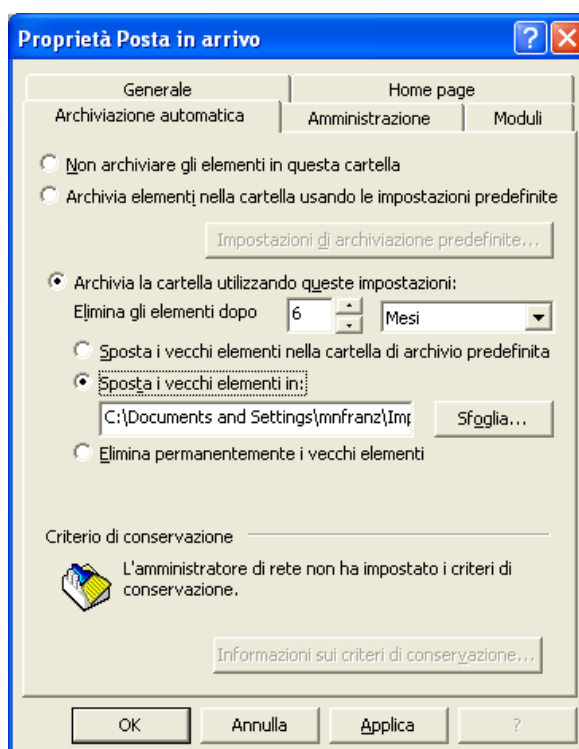 Proprietà Posta in arrivo
Generale
Home page
Archiviazione automatica
Amministrazione
Moduli
Non archiviare gli elementi in questa cartella
Archivia elementi nella cartella usando le impostazioni predefinite
Impostazioni di archiviazione predefinite...
Archivia la cartella utilizzando queste impostazioni:
Elimina gli elementi dopo
6
Mesi
Sposta i vecchi elementi nella cartella di archivio predefinita
Sposta i vecchi elementi in:
C:\Documents and Settings\mnfranz\Imp
Sfoglia...
Elimina permanentemente i vecchi elementi
Criterio di conservazione
L'amministratore di rete non ha impostato i criteri di
conservazione.
Informazioni sui criteri di conservazione...
OK
Annulla
Applica
?